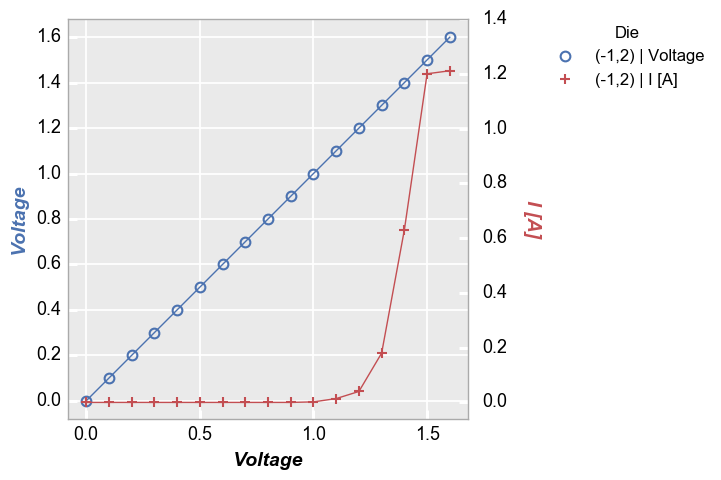 1.6
1.4
1.2
1.0
0.8
0.6
0.4
0.2
0.0
Voltage
0.0 0.5 1.0 1.5
Voltage
1.4
1.2
1.0
0.8
0.6
0.4
0.2
0.0
I [A]
Die
(-1,2) | Voltage
(-1,2) | I [A]